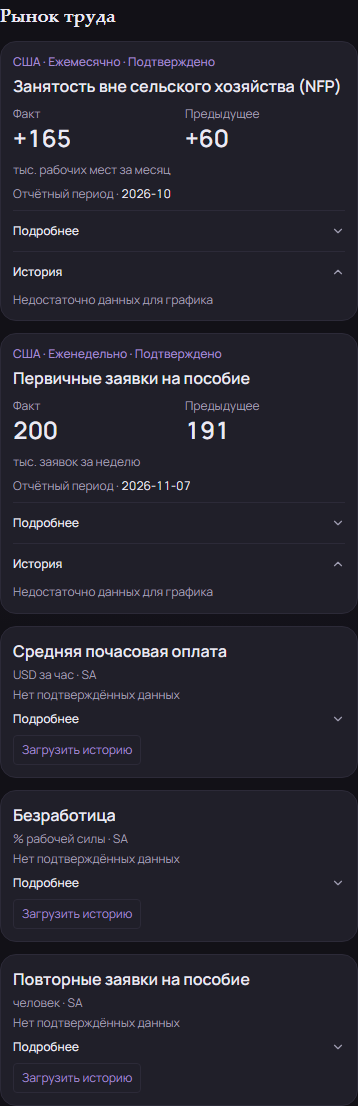 Рынок труда
США · Ежемесячно · Подтверждено
Занятость вне сельского хозяйства (NFP)
Факт Предыдущее
+165 +60
тыс. рабочих мест за месяц
Отчётный период · 2026-10
Подробнее
История
Недостаточно данных для графика
США · Еженедельно · Подтверждено
Первичные заявки на пособие
Факт Предыдущее
200 191
тыс. заявок за неделю
Отчётный период · 2026-11-07
Подробнее
История
Недостаточно данных для графика
Средняя почасовая оплата
USD за час · SA
Нет подтверждённых данных
Подробнее
Загрузить историю
Безработица
% рабочей силы · SA
Нет подтверждённых данных
Подробнее
Загрузить историю
Повторные заявки на пособие
человек · SA
Нет подтверждённых данных
Подробнее
Загрузить историю